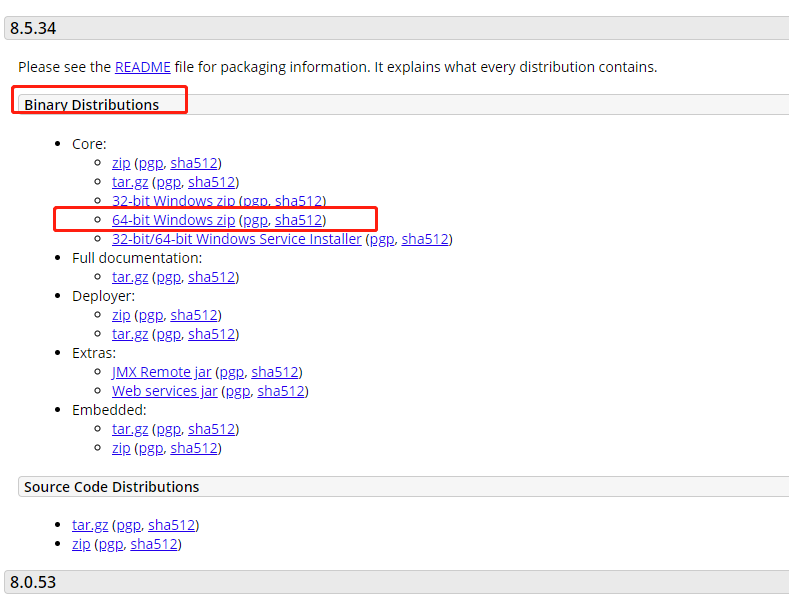 8.5.34
Please see the README file for packaging information. It explains what every distribution contains.
Binary Distributions
Core:
zip (pgp, sha512)
tar.gz (pgp, sha512)
32-bit Windows zip (pgp, sha512)
64-bit Windows zip (pgp, sha512)
32-bit/64-bit Windows Service Installer (pgp, sha512)
Full documentation:
tar.gz (pgp, sha512)
Deployer:
zip (pgp, sha512)
tar.gz (pgp, sha512)
Extras:
JMX Remote jar (pgp, sha512)
Web services jar (pgp, sha512)
Embedded:
tar.gz (pgp, sha512)
zip (pgp, sha512)
Source Code Distributions
tar.gz (pgp, sha512)
zip (pgp, sha512)
8.0.53